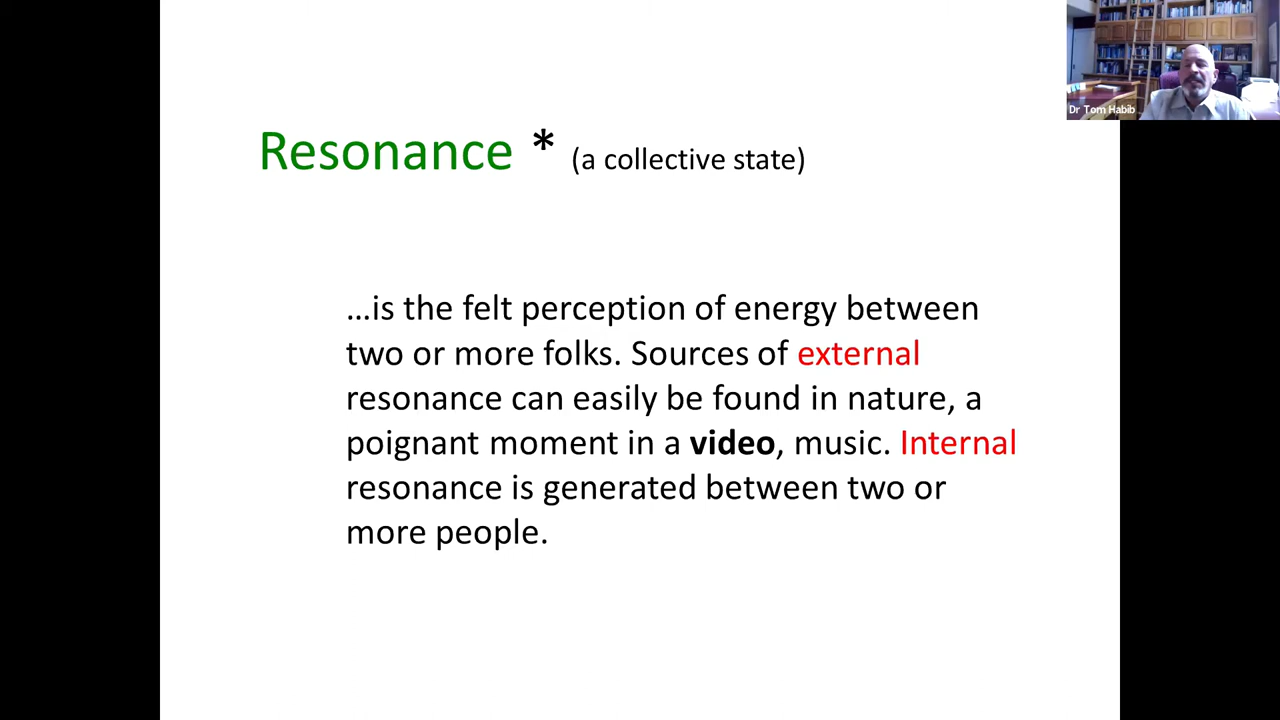 Dr Tom Habib
Resonance * (a collective state)
...is the felt perception of energy between
two or more folks. Sources of external
resonance can easily be found in nature, a
poignant moment in a video, music. Internal
resonance is generated between two or
more people.